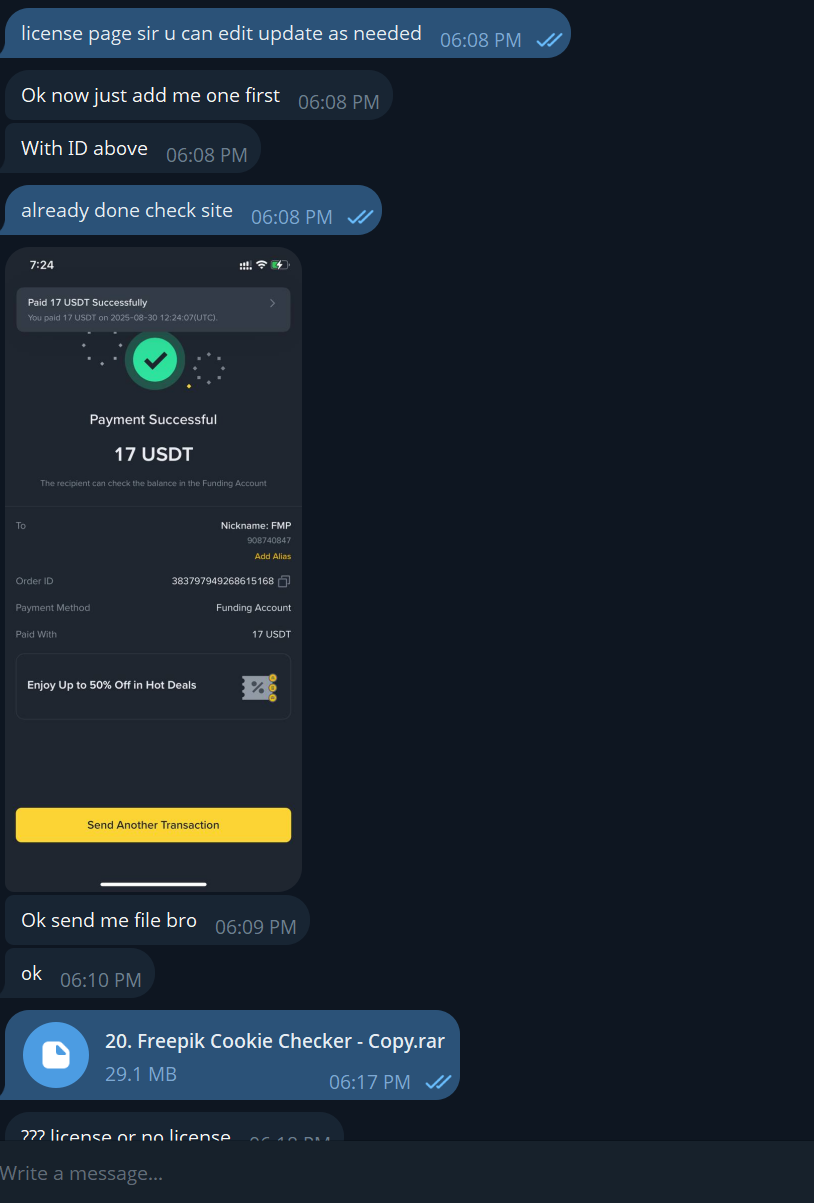 license page sir u can edit update as needed 06:08 PM
Ok now just add me one first 06:08 PM
With ID above 06:08 PM
already done check site 06:08 PM
7:24
Paid 17 USDT Successfully
You paid 17 USDT on 2025-08-30 12:24:07(UTC).
Payment Successful
17 USDT
The recipient can check the balance in the Funding Account
To Nickname: FMP
908740847
Add Alias
Order ID 383797949268615168
Payment Method Funding Account
Paid With 17 USDT
Enjoy Up to 50% Off in Hot Deals
Send Another Transaction
Ok send me file bro 06:09 PM
ok 06:10 PM
20. Freepik Cookie Checker - Copy.rar
29.1 MB 06:17 PM
??? license or no license
Write a message...